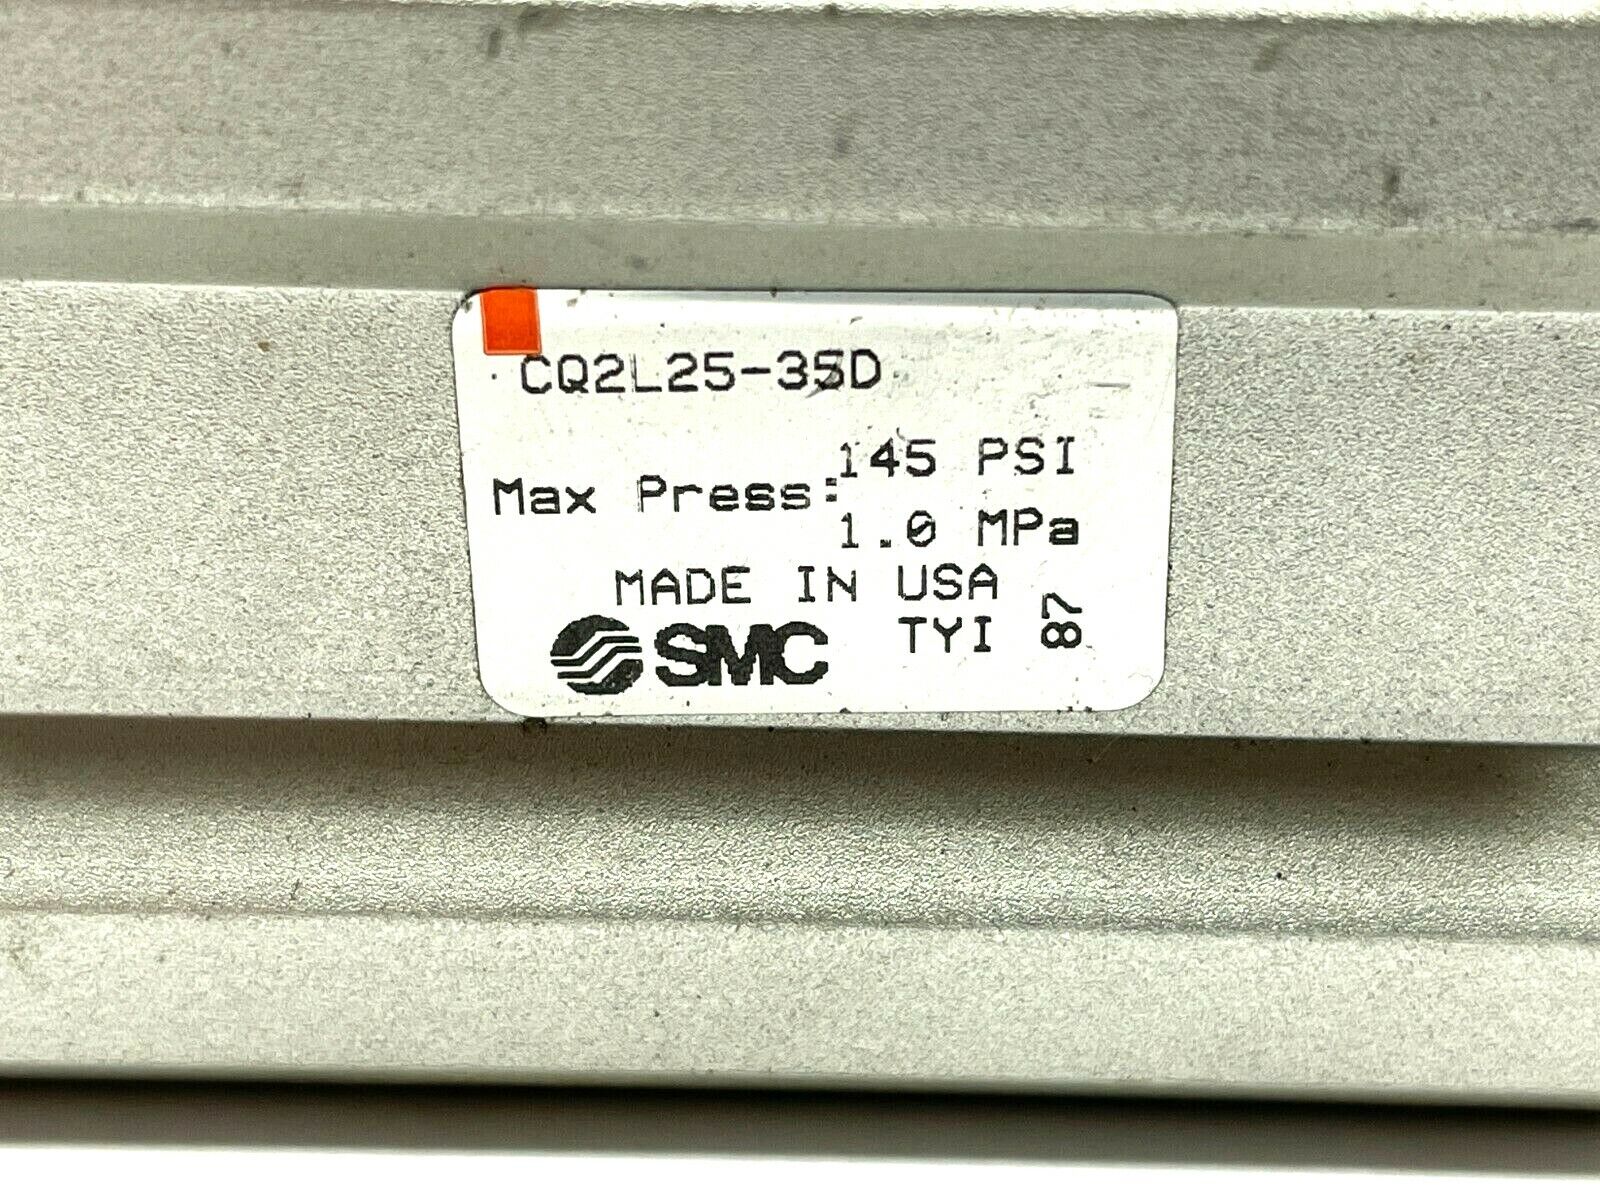 CQ2L25-35D
145 PSI
Max Press:
1.0 MPa
MADE IN USA
SMC TYI 87